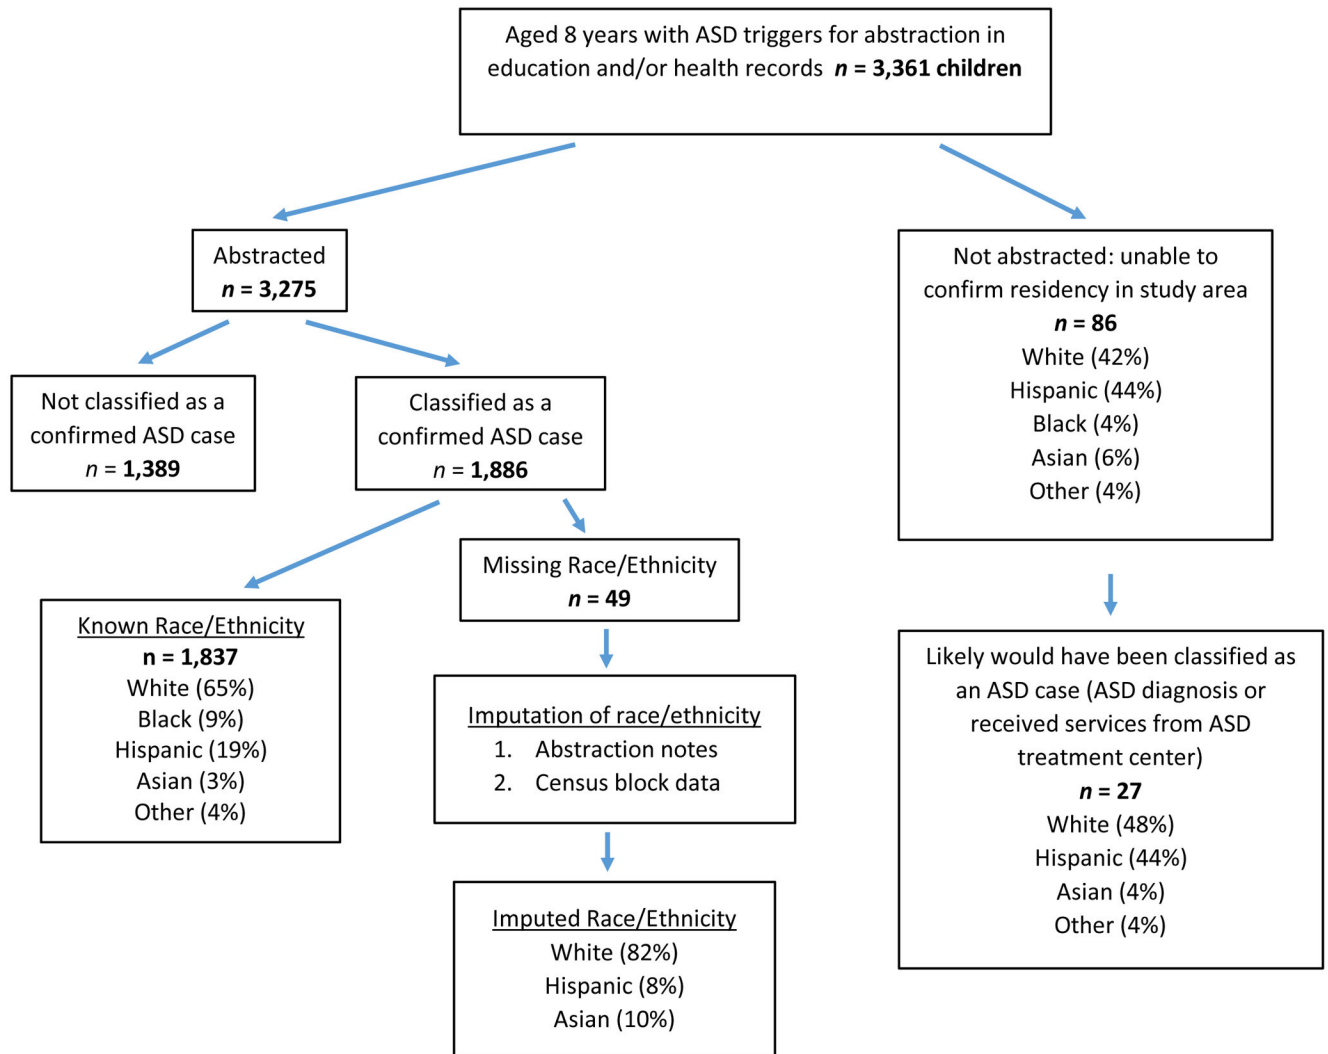 Aged 8 years with ASD triggers for abstraction in
education and/or health records n = 3,361 children
Abstracted
n = 3,275
Not abstracted: unable to
confirm residency in study area
n = 86
White (42%)
Hispanic (44%)
Black (4%)
Asian (6%)
Other (4%)
Not classified as a
confirmed ASD case
n = 1,389
Classified as a
confirmed ASD case
n = 1,886
Known Race/Ethnicity
n = 1,837
White (65%)
Black (9%)
Hispanic (19%)
Asian (3%)
Other (4%)
Missing Race/Ethnicity
n = 49
Imputation of race/ethnicity
1. Abstraction notes
2. Census block data
Imputed Race/Ethnicity
White (82%)
Hispanic (8%)
Asian (10%)
Likely would have been classified as
an ASD case (ASD diagnosis or
received services from ASD
treatment center)
n = 27
White (48%)
Hispanic (44%)
Asian (4%)
Other (4%)